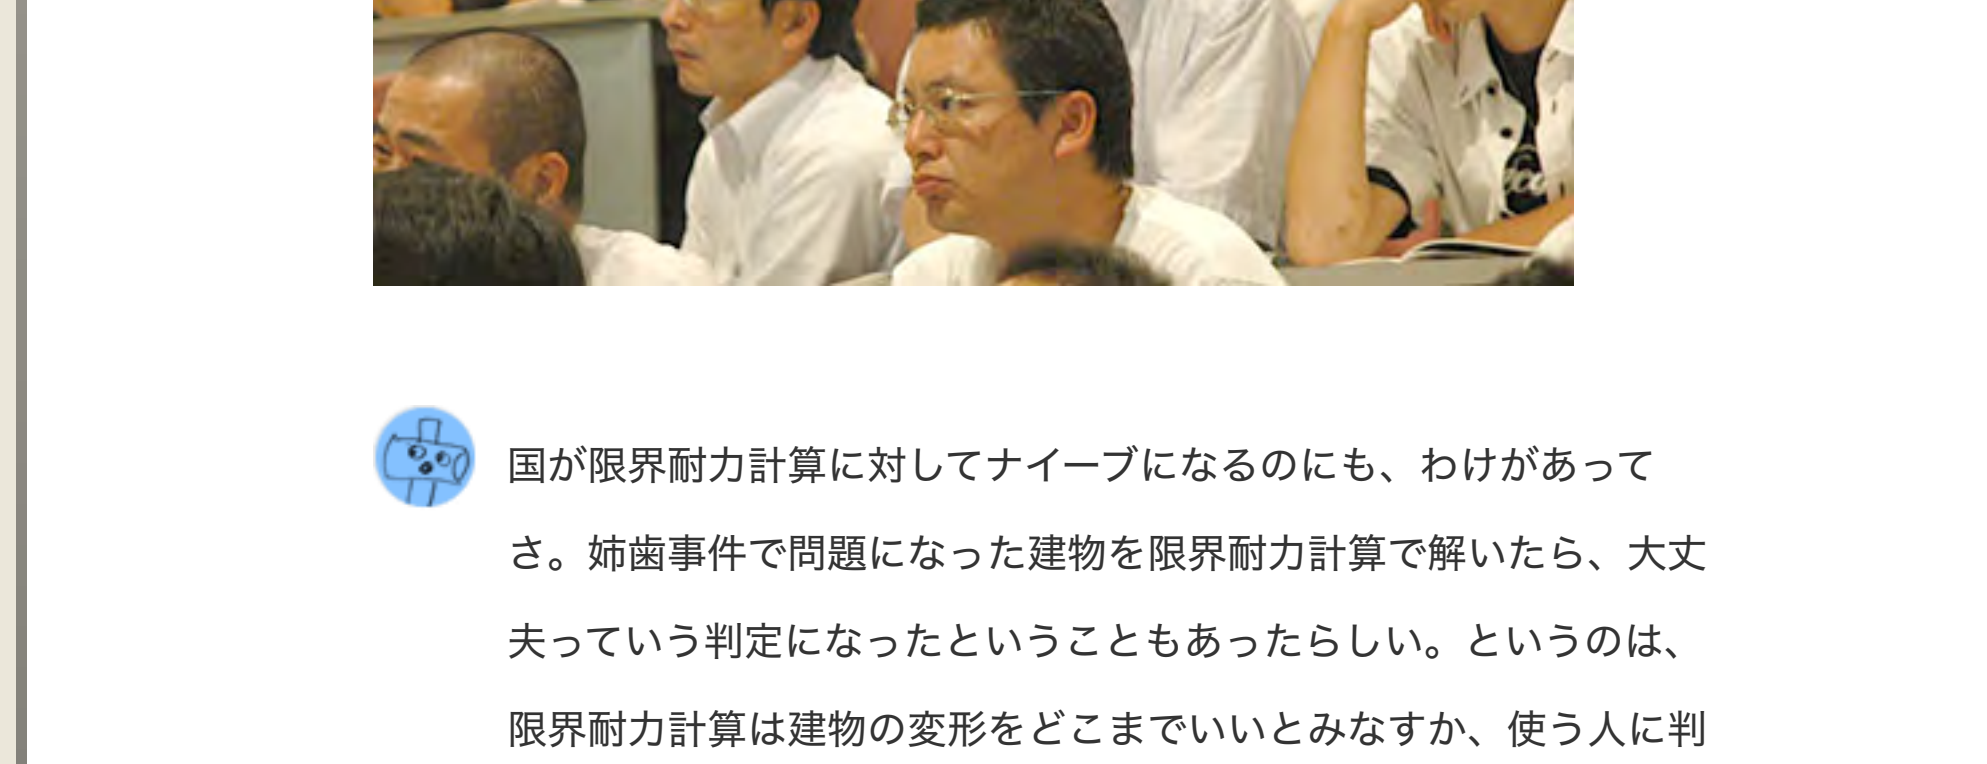 国が限界耐力計算に対してナイーブになるのにも、わけがあって
さ。姉歯事件で問題になった建物を限界耐力計算で解いたら、大丈
夫っていう判定になったということもあったらしい。というのは、
限界耐力計算は建物の変形をどこまでいいとみなすか、使う人に判